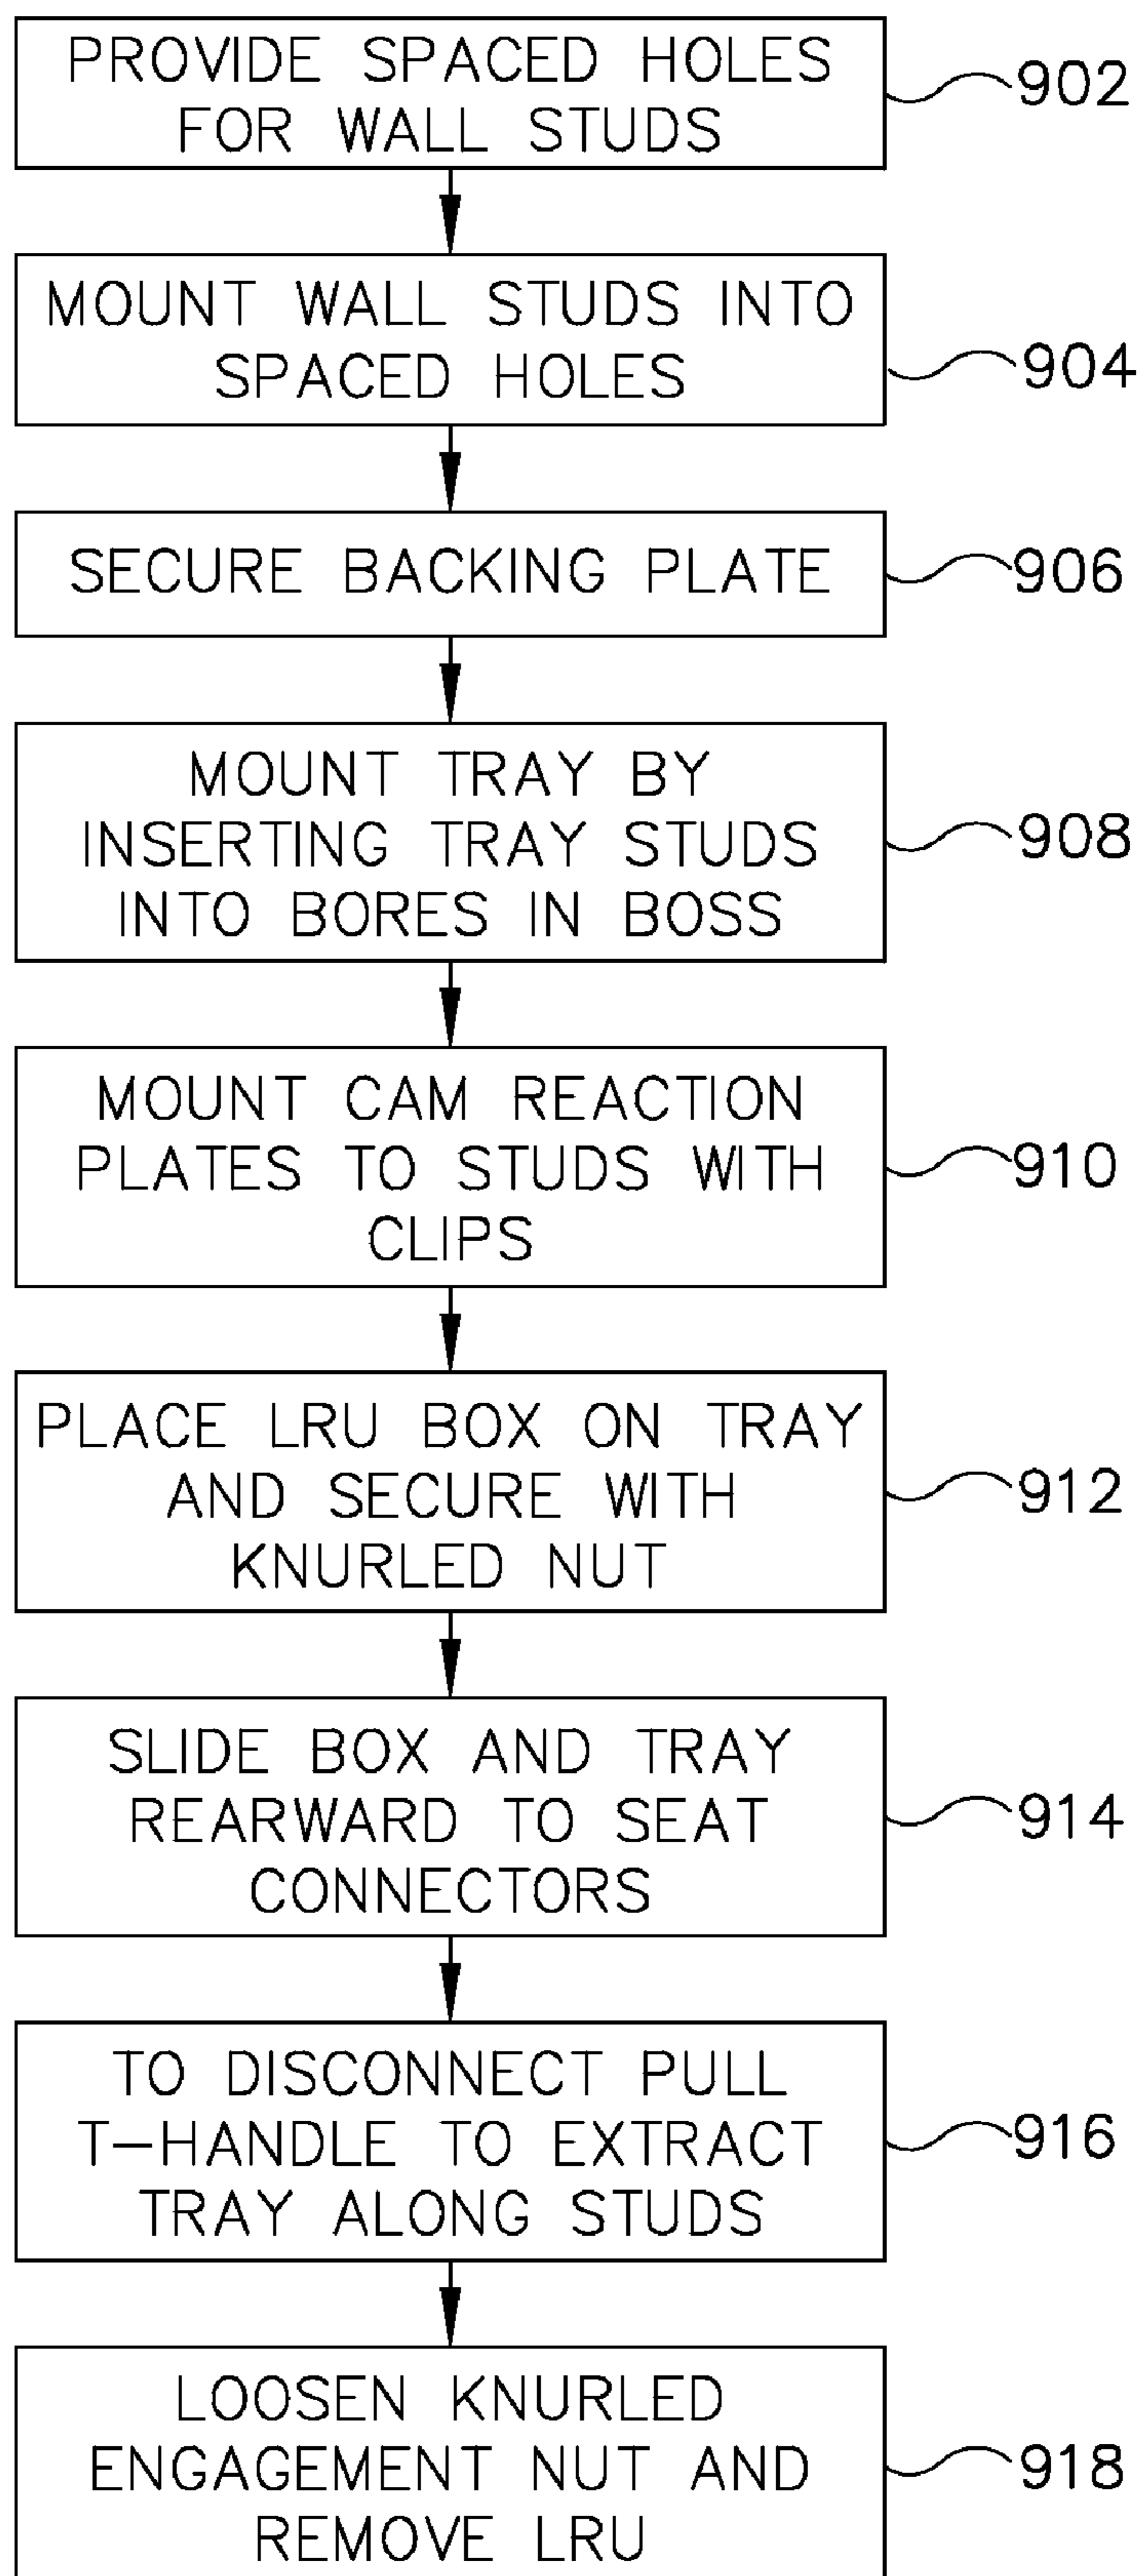 PROVIDE SPACED HOLES
FOR WALL STUDS
902
MOUNT WALL STUDS INTO
SPACED HOLES
904
SECURE BACKING PLATE
906
MOUNT TRAY BY
INSERTING TRAY STUDS
INTO BORES IN BOSS
908
MOUNT CAM REACTION
PLATES TO STUDS WITH
CLIPS
910
PLACE LRU BOX ON TRAY
AND SECURE WITH
KNURLED NUT
912
SLIDE BOX AND TRAY
REARWARD TO SEAT
CONNECTORS
914
TO DISCONNECT PULL
T-HANDLE TO EXTRACT
TRAY ALONG STUDS
916
LOOSEN KNURLED
ENGAGEMENT NUT AND
REMOVE LRU
918